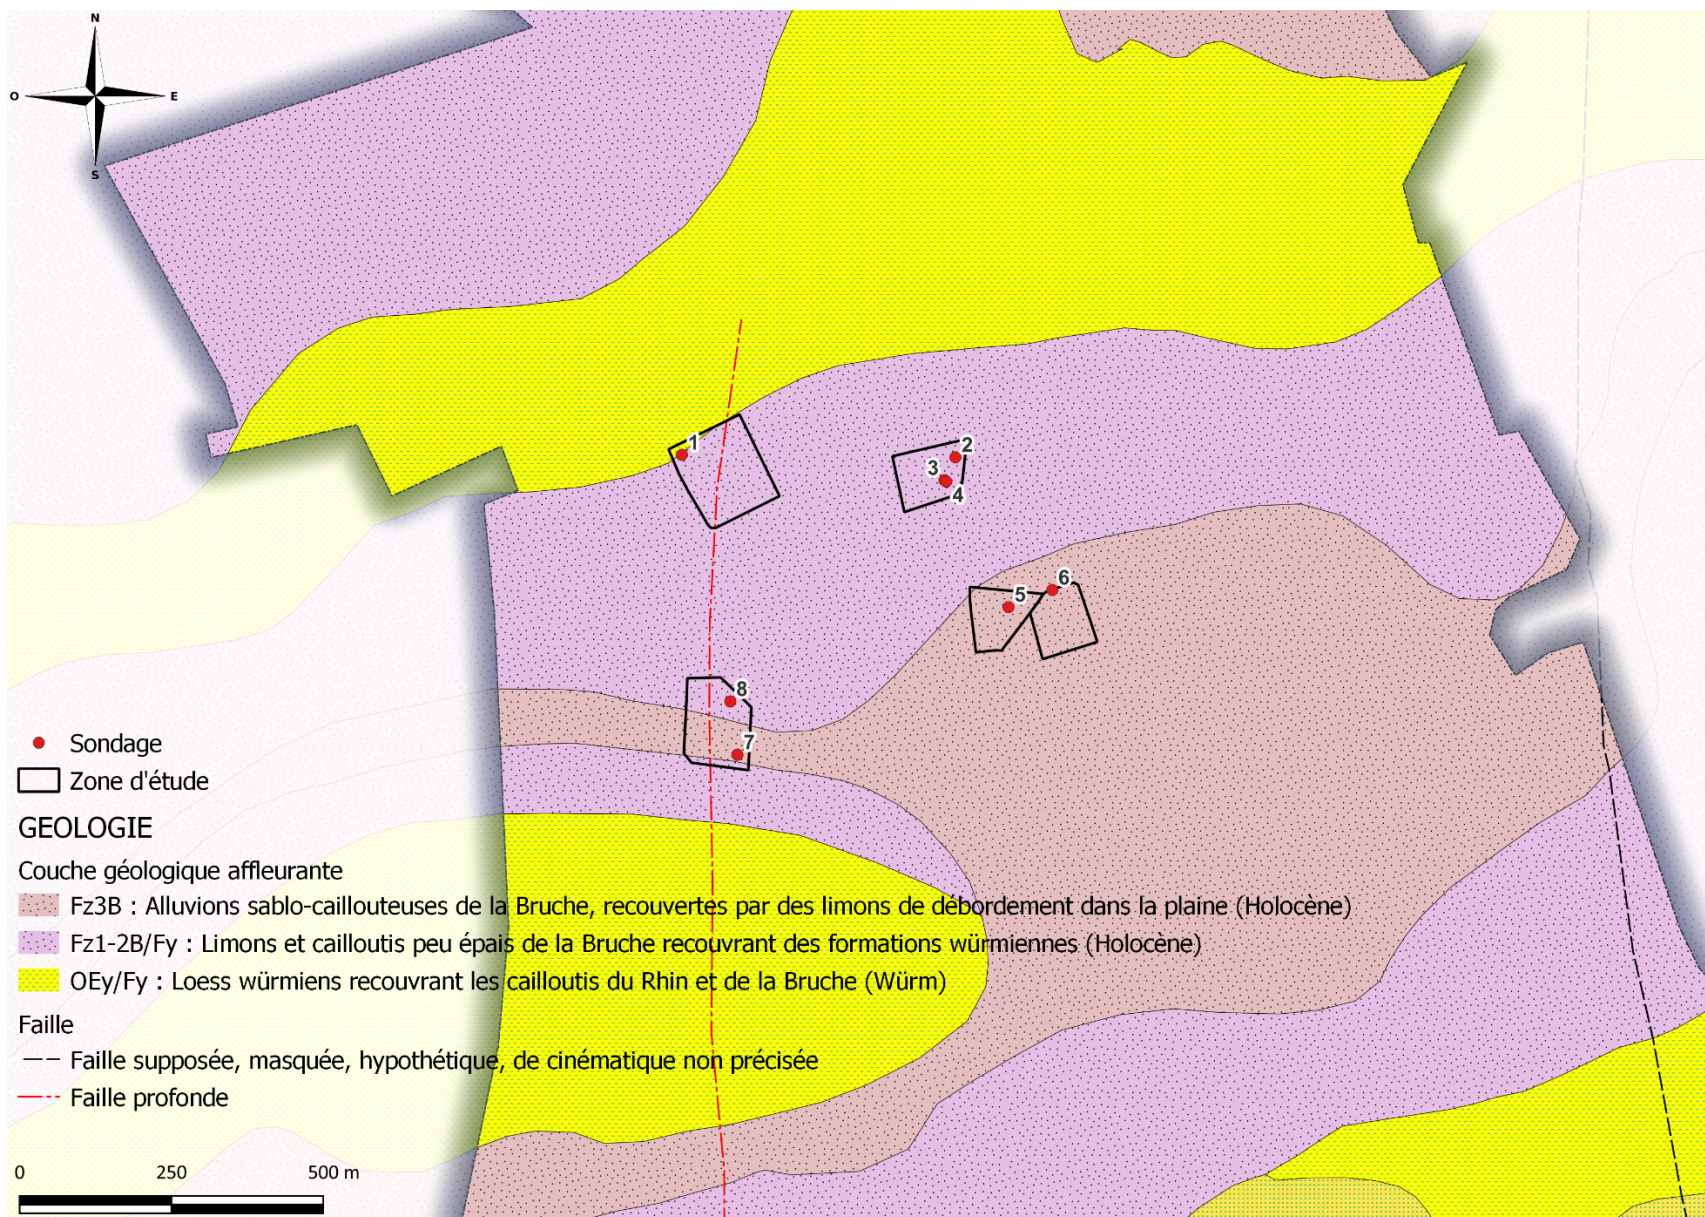 N
O E
S
1
2
3
4
5
6
8
7
Sondage
Zone d'étude
GEOLOGIE
Couche géologique affleurante
Fz3B : Alluvions sablo-caillouteuses de la Bruche, recouvertes par des limons de débordement dans la plaine (Holocène)
Fz1-2B/Fy : Limons et cailloutis peu épais de la Bruche recouvrant des formations würmiennes (Holocène)
OEy/Fy : Loess würmiens recouvrant les cailloutis du Rhin et de la Bruche (Würm)
Faille
Faille supposée, masquée, hypothétique, de cinématique non précisée
Faille profonde
0 250 500 m